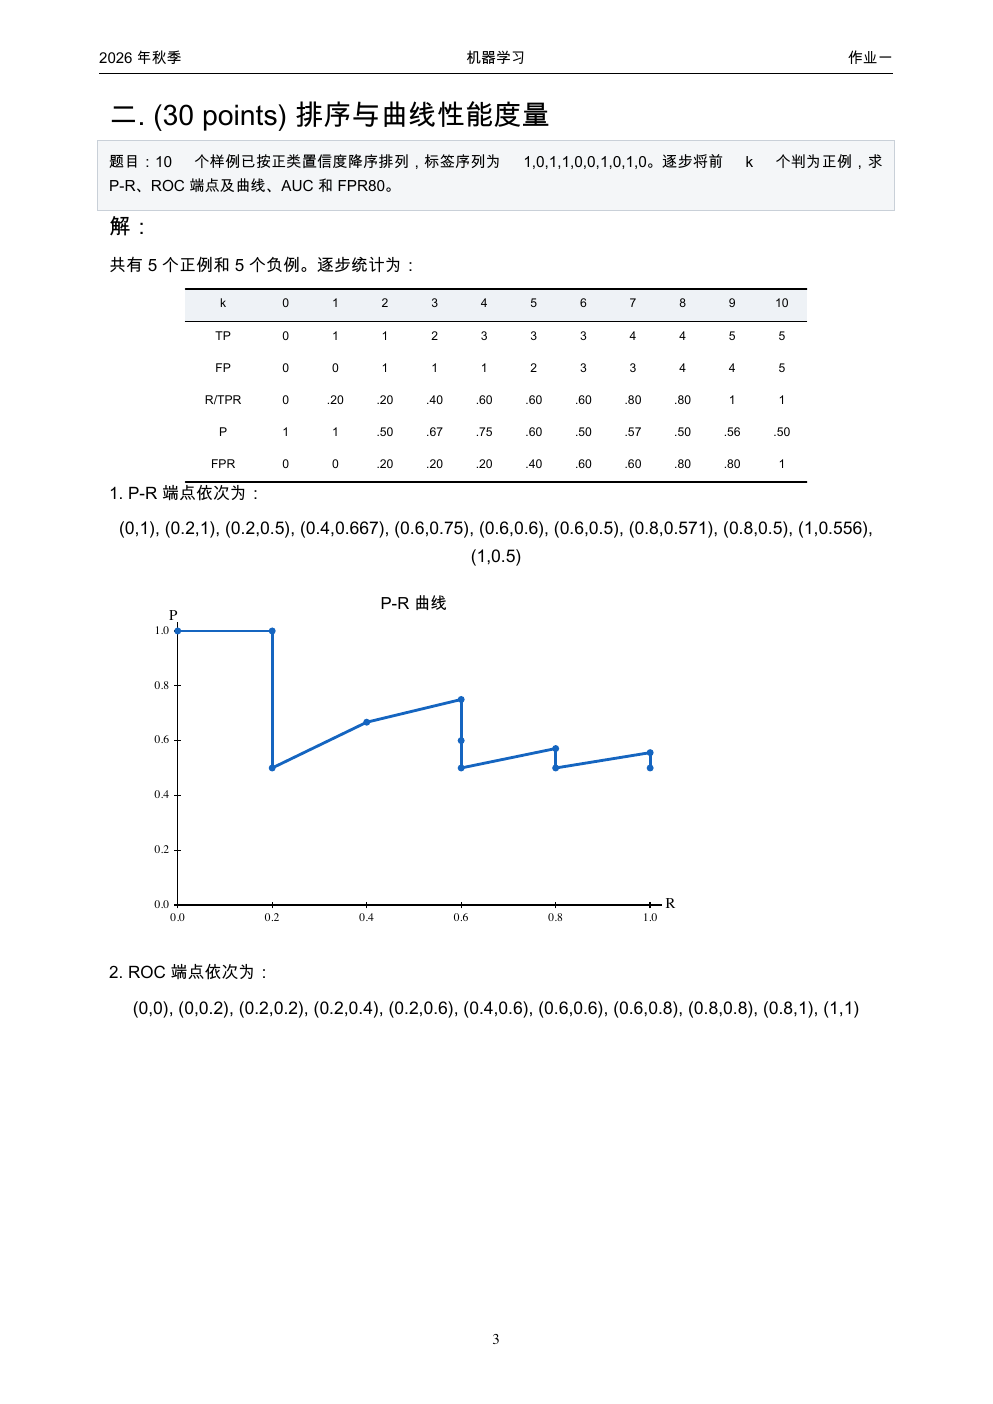 2026 年秋季 机器学习 作业一
二. (30 points) 排序与曲线性能度量
题目：10 个样例已按正类置信度降序排列，标签序列为 1,0,1,1,0,0,1,0,1,0。逐步将前 k 个判为正例，求
P-R、ROC 端点及曲线、AUC 和 FPR80。
解：
共有 5 个正例和 5 个负例。逐步统计为：
k 0 1 2 3 4 5 6 7 8 9 10
TP 0 1 1 2 3 3 3 4 4 5 5
FP 0 0 1 1 1 2 3 3 4 4 5
R/TPR 0 .20 .20 .40 .60 .60 .60 .80 .80 1 1
P 1 1 .50 .67 .75 .60 .50 .57 .50 .56 .50
FPR 0 0 .20 .20 .20 .40 .60 .60 .80 .80 1
1. P-R 端点依次为：
(0,1), (0.2,1), (0.2,0.5), (0.4,0.667), (0.6,0.75), (0.6,0.6), (0.6,0.5), (0.8,0.571), (0.8,0.5), (1,0.556),
(1,0.5)
P-R 曲线
P
1.0
0.8
0.6
0.4
0.2
0.0
R
0.0 0.2 0.4 0.6 0.8 1.0
2. ROC 端点依次为：
(0,0), (0,0.2), (0.2,0.2), (0.2,0.4), (0.2,0.6), (0.4,0.6), (0.6,0.6), (0.6,0.8), (0.8,0.8), (0.8,1), (1,1)
3